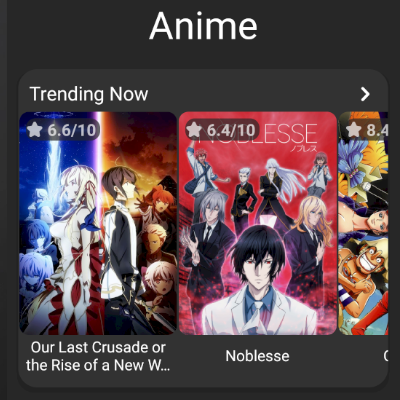 Anime
Trending Now
6.6/10
6.4/10
8.4
NOBLESSE
ノブレス
Our Last Crusade or
the Rise of a New W...
Noblesse